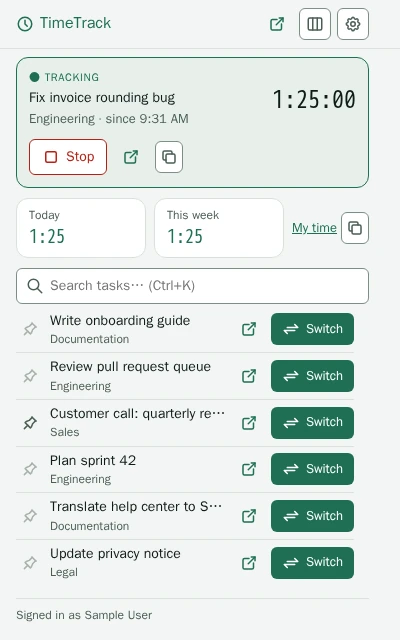 TimeTrack
TRACKING
Fix invoice rounding bug
1:25:00
Engineering · since 9:31 AM
Stop
Today
1:25
This week
1:25
My time
Search tasks··· (Ctrl+K)
Write onboarding guide
Documentation
Switch
Review pull request queue
Engineering
Switch
Customer call: quarterly re···
Sales
Switch
Plan sprint 42
Engineering
Switch
Translate help center to S···
Documentation
Switch
Update privacy notice
Legal
Switch
Signed in as Sample User